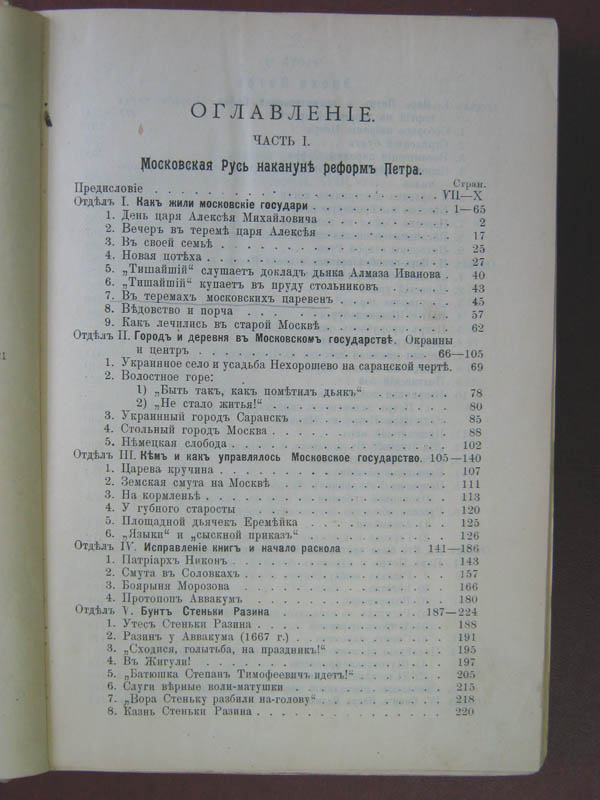 ОГЛАВЛЕНІЕ.
ЧАСТЬ I.
Московская Русь наканунѣ реформъ Петра.
Стран.
Предисловіе . . . VII—X
Отдѣлъ I. Какъ жили московскіе государи . . . 1—65
1. День царя Алексѣя Михайловича . . . 2
2. Вечеръ въ теремѣ царя Алексѣя . . . 17
3. Въ своей семьѣ . . . 25
4. Новая потѣха . . . 27
5. „Тишайшій“ слушаетъ докладъ дьяка Алмаза Иванова . 40
6. „Тишайшій“ купаетъ въ пруду стольниковъ . . . 43
7. Въ теремахъ московскихъ царевенъ . . . 45
8. Вѣдовство и порча . . . 57
9. Какъ лечились въ старой Москвѣ . . . 62
Отдѣлъ II. Городъ и деревня въ Московскомъ государствѣ. Окраины
и центръ . . . 66—105
1. Украинное село и усадьба Нехорошево на саранской чертѣ. 69
2. Волостное горе:
1) „Быть такъ, какъ помѣтилъ дьякъ“ . . . 78
2) „Не стало житья!“ . . . 80
3. Украинный городъ Саранскъ . . . 85
4. Стольный городъ Москва . . . 88
5. Нѣмецкая слобода . . . 102
Отдѣлъ III. Кѣмъ и какъ управлялось Московское государство. 105—140
1. Царева кручина . . . 107
2. Земская смута на Москвѣ . . . 111
3. На кормленьѣ . . . 113
4. У губного старосты . . . 120
5. Площадной дьячекъ Еремѣйка . . . 125
6. „Языки“ и „сыскной приказъ“ . . . 126
Отдѣлъ IV. Исправленіе книгъ и начало раскола . . . 141—186
1. Патріархъ Никонъ . . . 143
2. Смута въ Соловкахъ . . . 157
3. Боярыня Морозова . . . 166
4. Протопопъ Аввакумъ . . . 180
Отдѣлъ V. Бунтъ Стеньки Разина . . . 187—224
1. Утесъ Стеньки Разина . . . 188
2. Разинъ у Аввакума (1667 г.) . . . 191
3. „Сходися, голытьба, на праздникъ!“ . . . 195
4. Въ Жигули! . . . 197
5. „Батюшка Степанъ Тимофеевичъ идетъ!“ . . . 205
6. Слуги вѣрные воли-матушки . . . 215
7. „Вора Стеньку разбили на-голову“ . . . 218
8. Казнь Стеньки Разина . . . 220